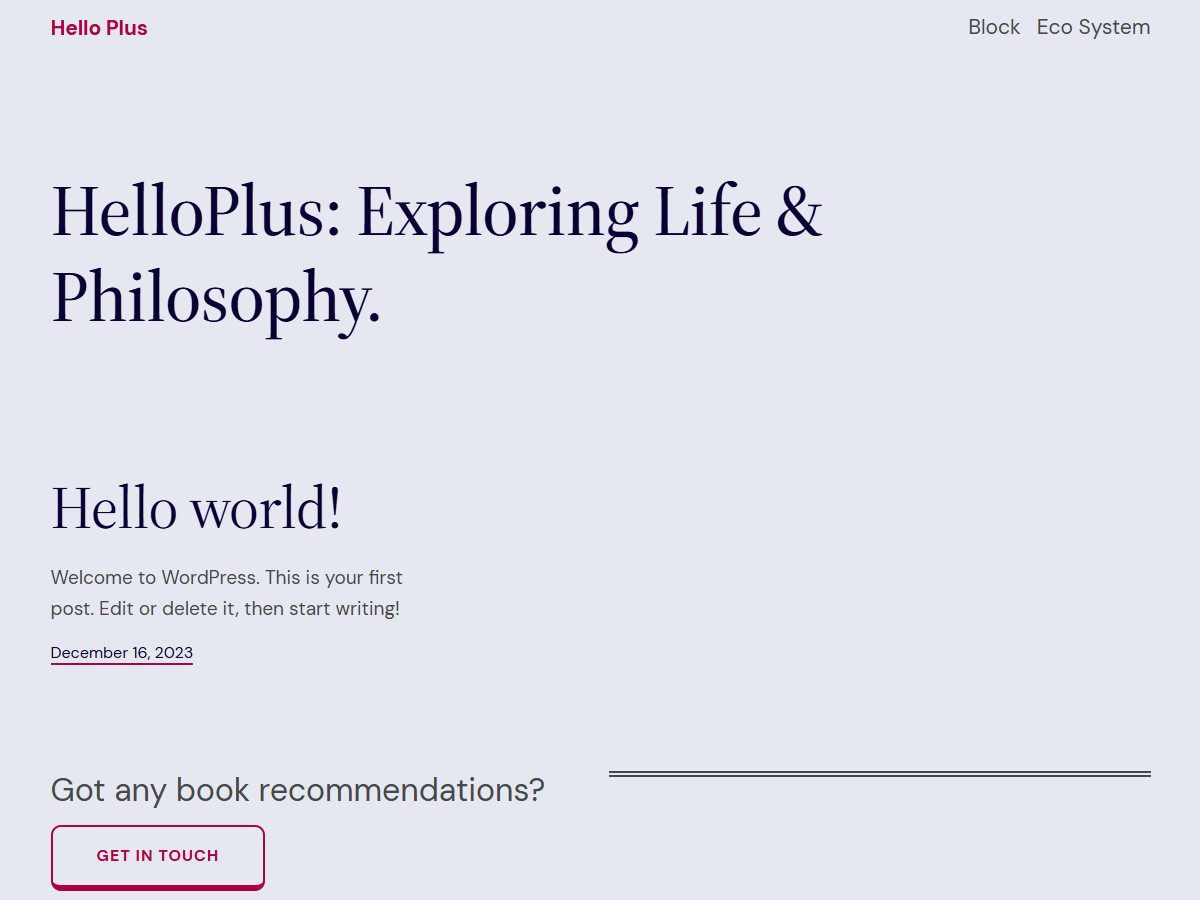 Hello Plus
Block Eco System
HelloPlus: Exploring Life &
Philosophy.
Hello world!
Welcome to WordPress. This is your first
post. Edit or delete it, then start writing!
December 16, 2023
Got any book recommendations?
GET IN TOUCH